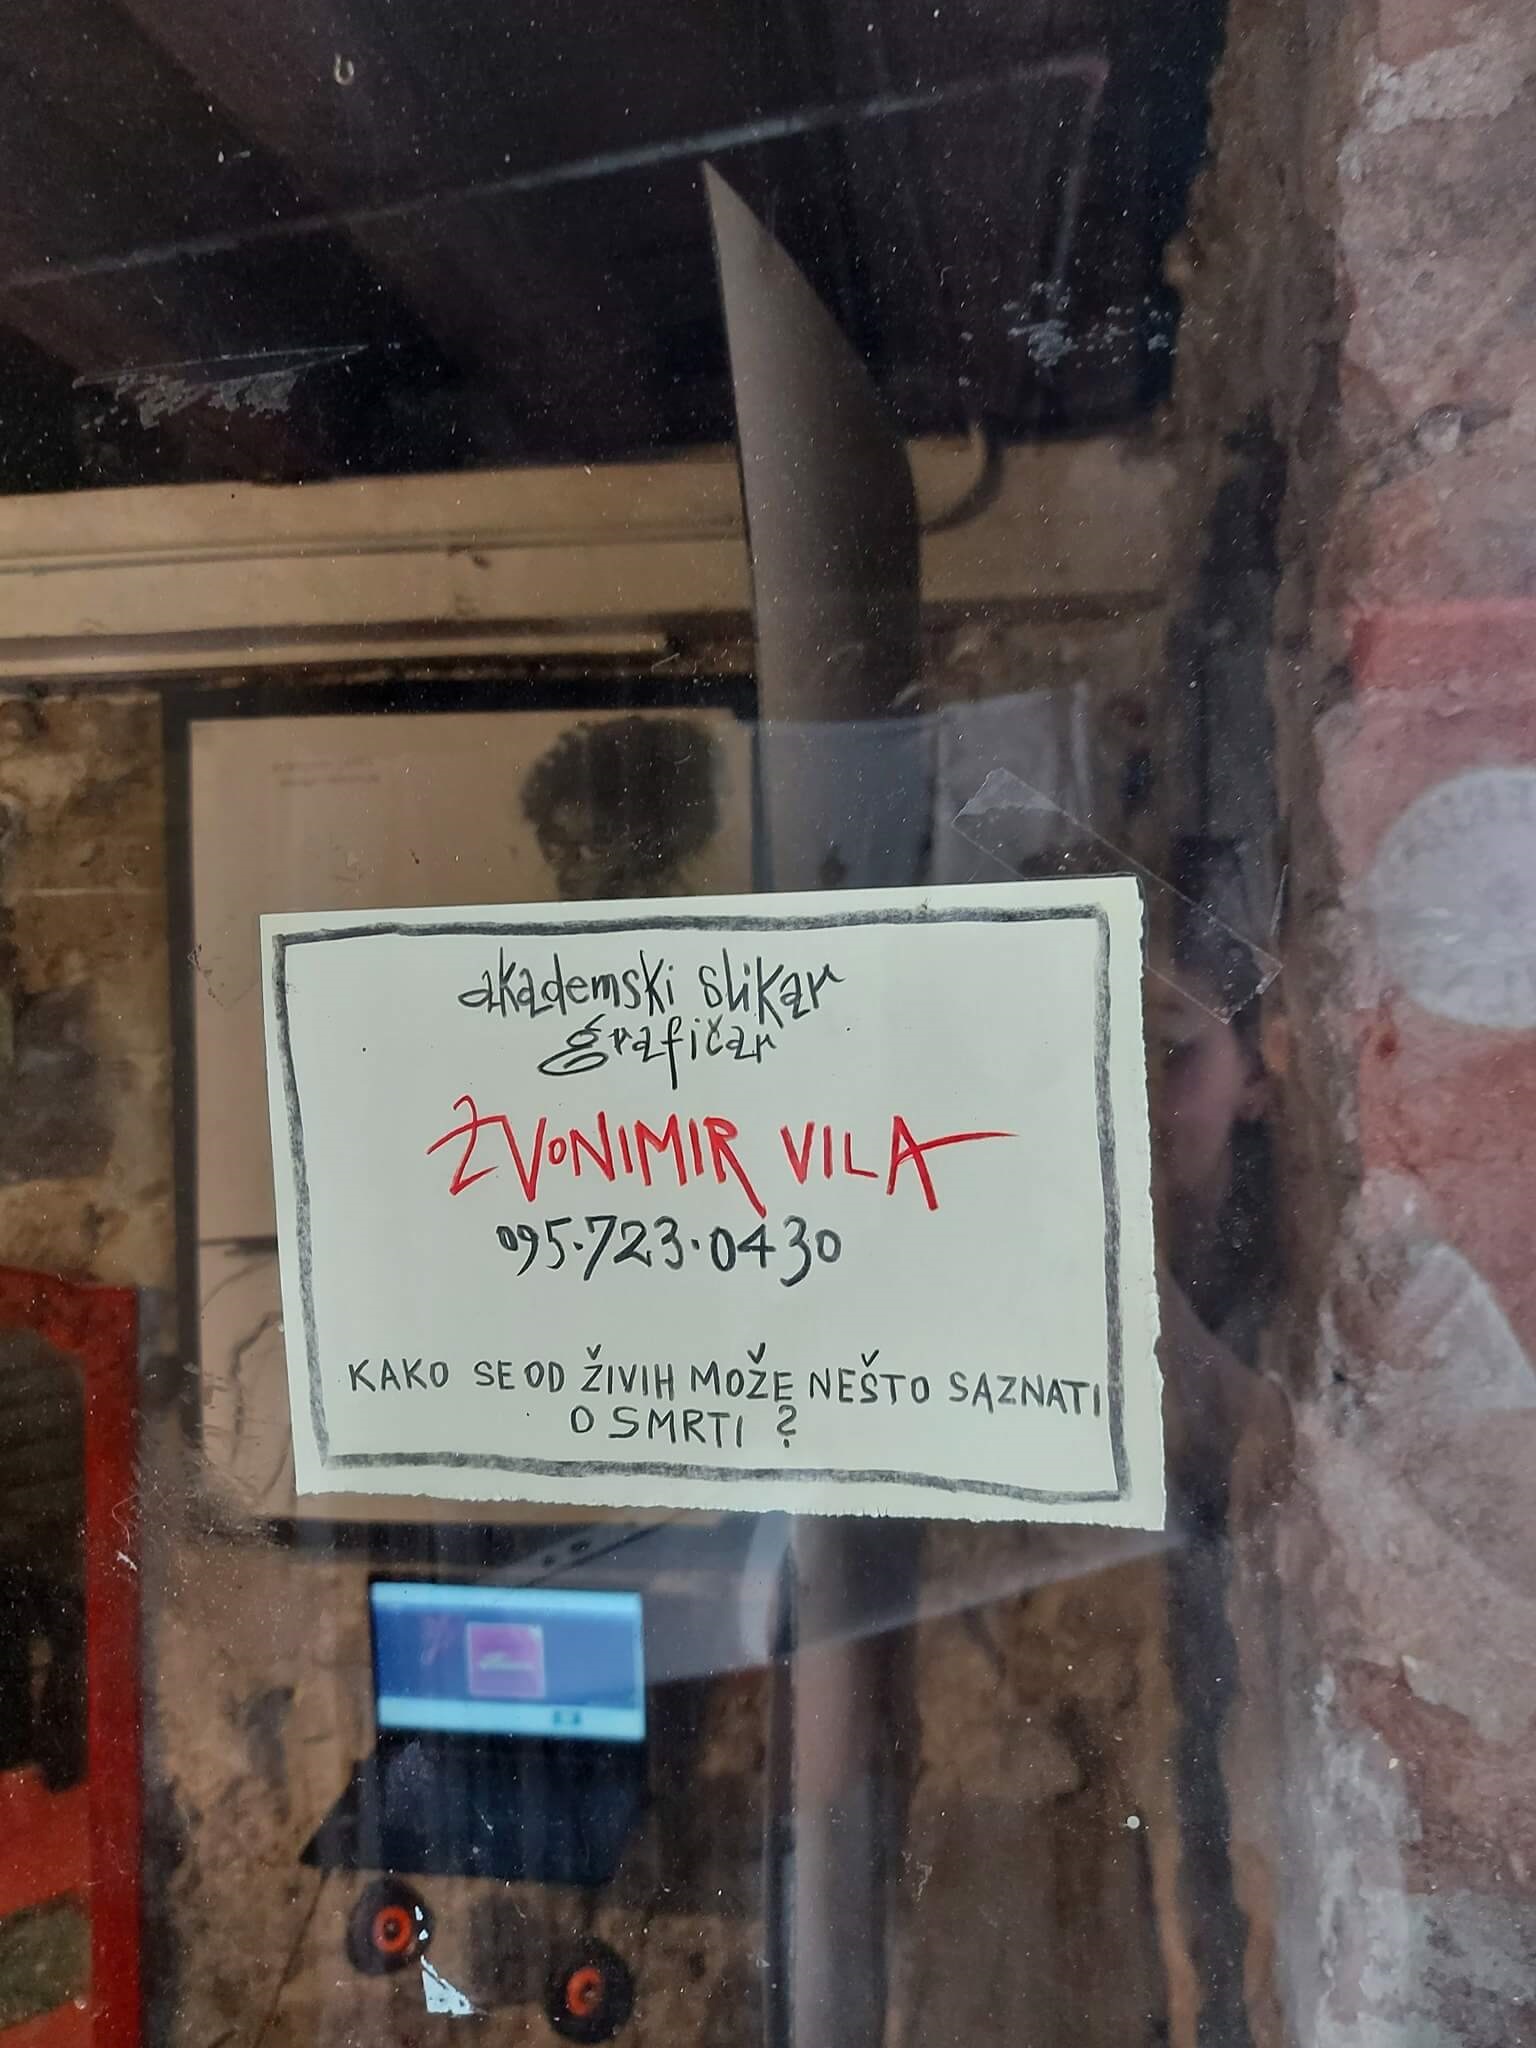 akademski slikar
grafičar
ZVONIMIR VILA
095·723·0430
KAKO SE OD ŽIVIH MOŽE NEŠTO SAZNATI
O SMRTI ?